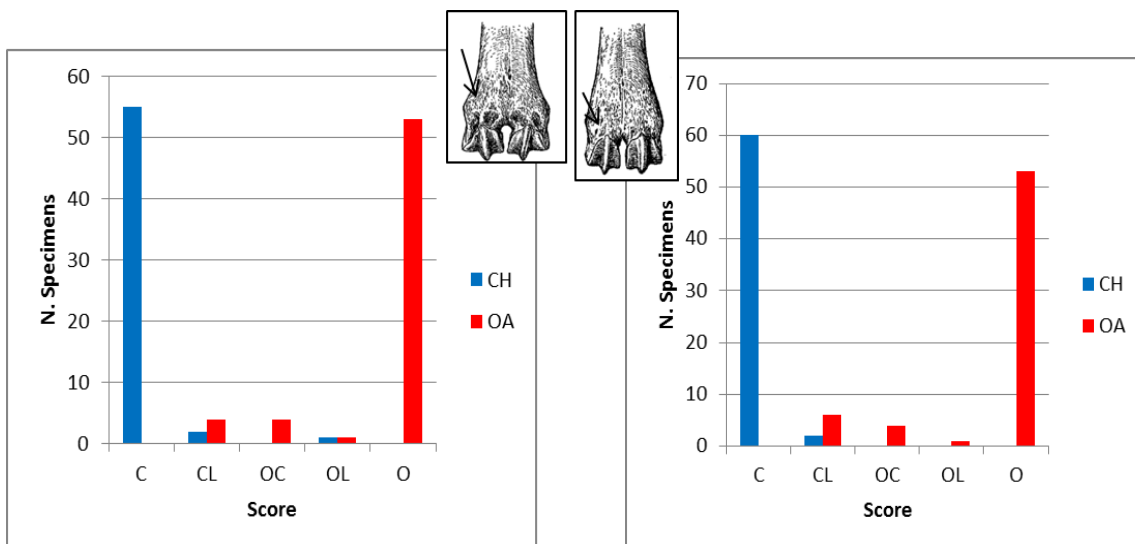 60
50
40
30
20
10
0
N. Specimens
C CL OC OL O
Score
CH
OA
70
60
50
40
30
20
10
0
N. Specimens
C CL OC OL O
Score
CH
OA